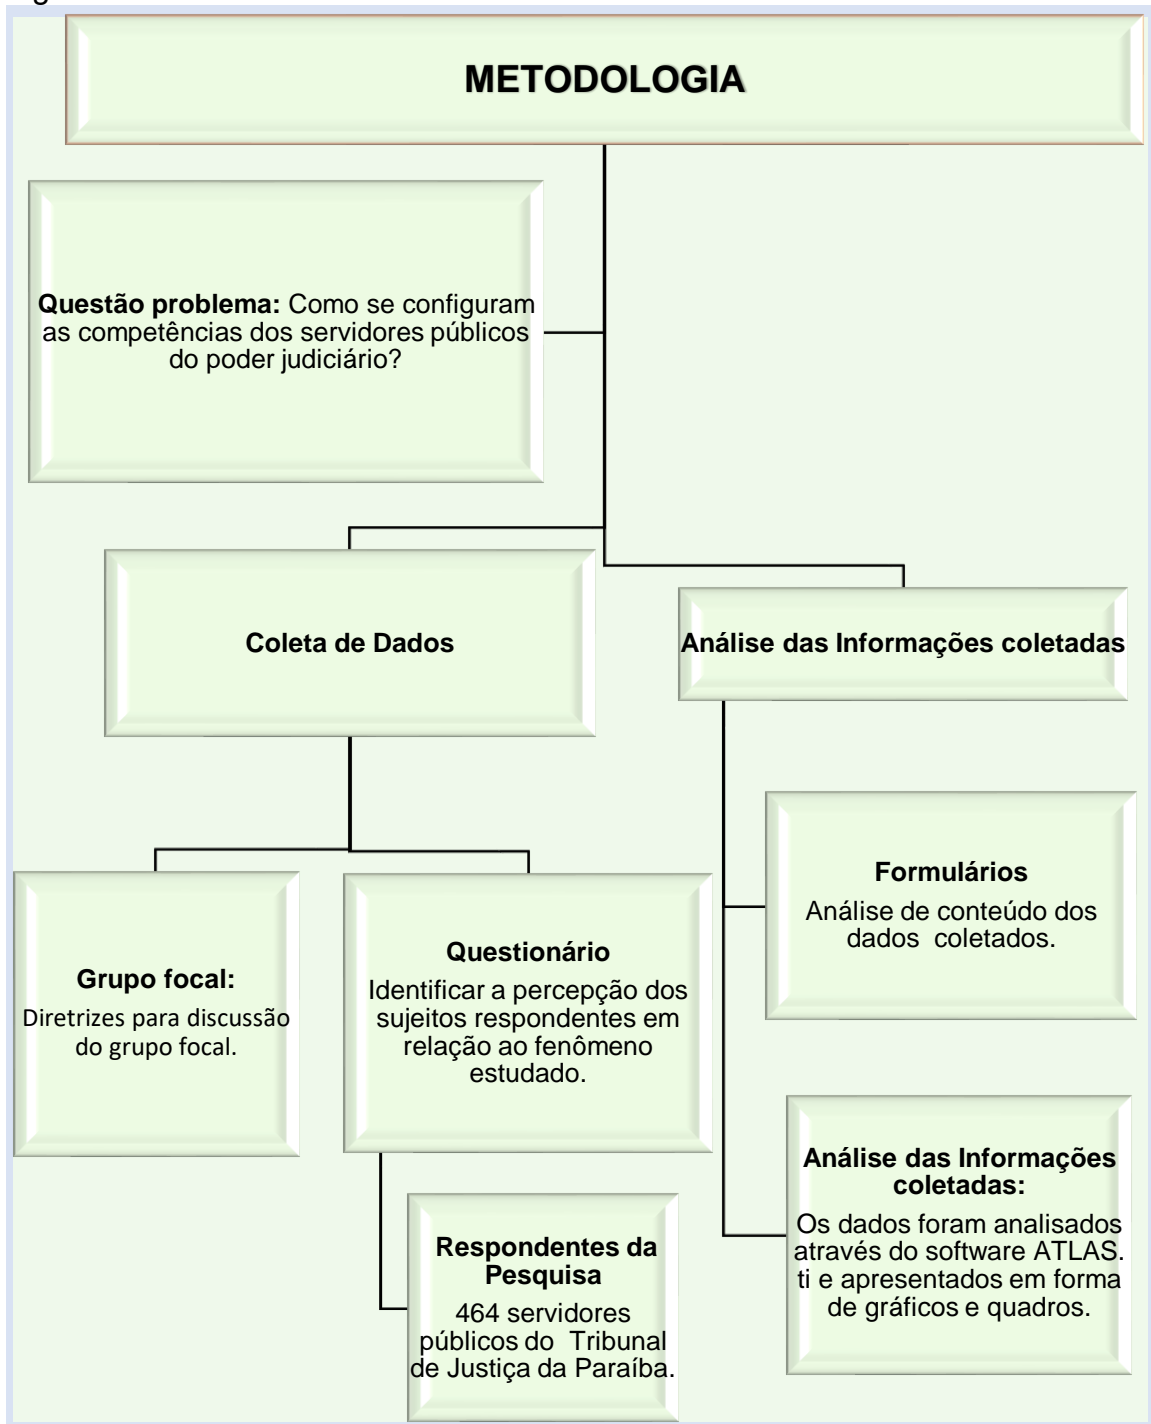 METODOLOGIA
Questão problema: Como se configuram
as competências dos servidores públicos
do poder judiciário?
Coleta de Dados
Análise das Informações coletadas
Grupo focal:
Diretrizes para discussão
do grupo focal.
Questionário
Identificar a percepção dos
sujeitos respondentes em
relação ao fenômeno
estudado.
Respondentes da
Pesquisa
464 servidores
públicos do Tribunal
de Justiça da Paraíba.
Formulários
Análise de conteúdo dos
dados coletados.
Análise das Informações
coletadas:
Os dados foram analisados
através do software ATLAS.
ti e apresentados em forma
de gráficos e quadros.